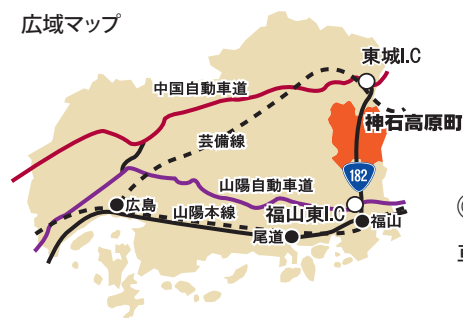 広域マップ
東城I.C
中国自動車道
神石高原町
芸備線
182
山陽自動車道
広島
山陽本線
福山東I.C
福山
尾道